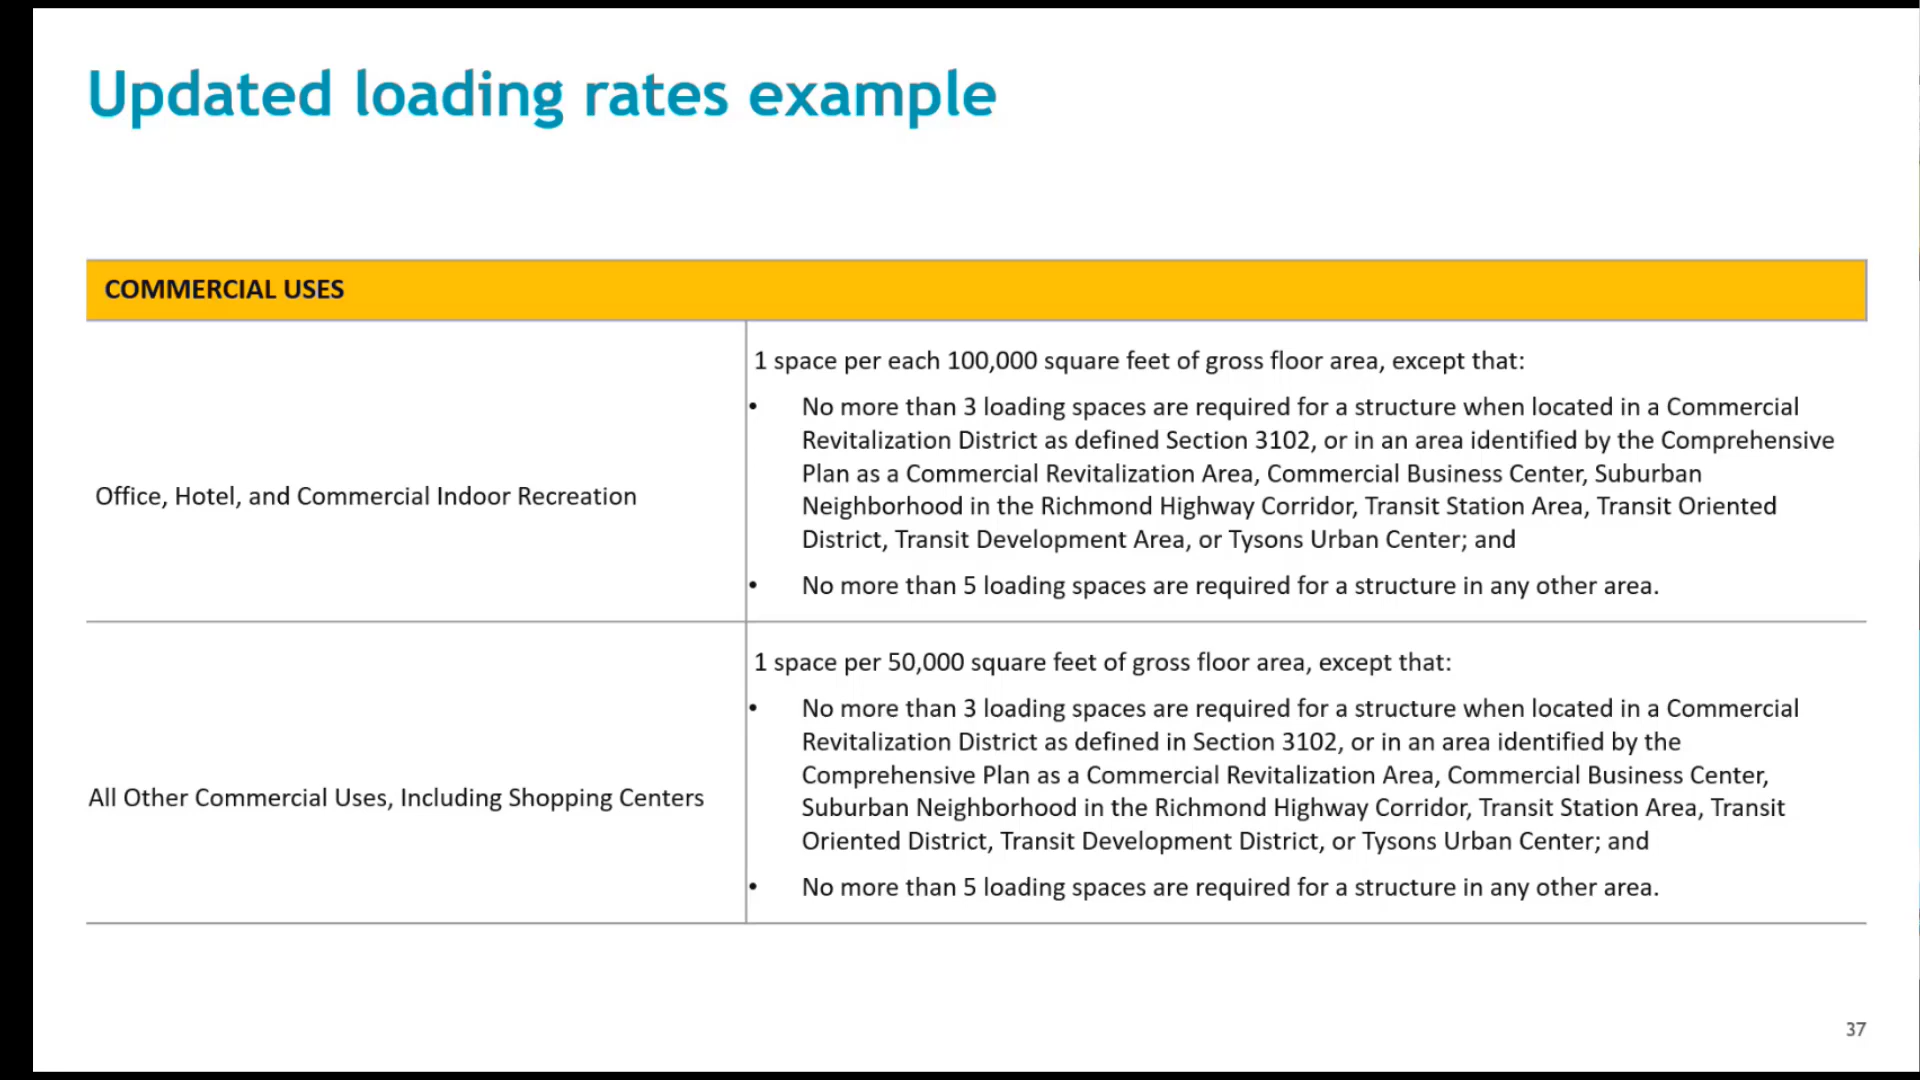 Updated loading rates example
COMMERCIAL USES
Office, Hotel, and Commercial Indoor Recreation
1 space per each 100,000 square feet of gross floor area, except that:
• No more than 3 loading spaces are required for a structure when located in a Commercial
Revitalization District as defined Section 3102, or in an area identified by the Comprehensive
Plan as a Commercial Revitalization Area, Commercial Business Center, Suburban
Neighborhood in the Richmond Highway Corridor, Transit Station Area, Transit Oriented
District, Transit Development Area, or Tysons Urban Center; and
• No more than 5 loading spaces are required for a structure in any other area.
All Other Commercial Uses, Including Shopping Centers
1 space per 50,000 square feet of gross floor area, except that:
• No more than 3 loading spaces are required for a structure when located in a Commercial
Revitalization District as defined in Section 3102, or in an area identified by the
Comprehensive Plan as a Commercial Revitalization Area, Commercial Business Center,
Suburban Neighborhood in the Richmond Highway Corridor, Transit Station Area, Transit
Oriented District, Transit Development District, or Tysons Urban Center; and
• No more than 5 loading spaces are required for a structure in any other area.
37